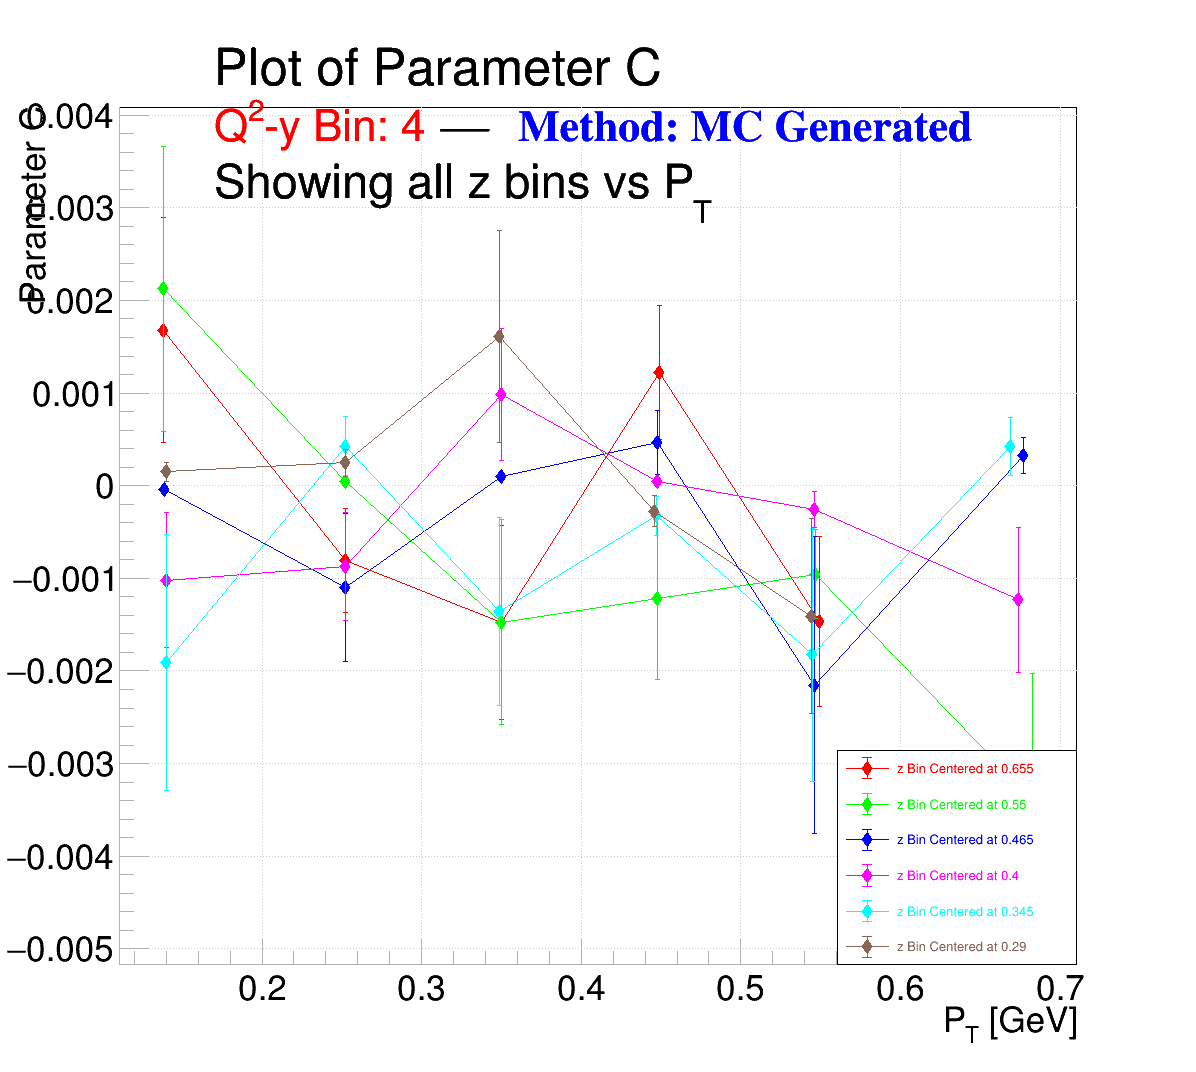 Plot of Parameter C
Q²-y Bin: 4 — Method: MC Generated
Showing all z bins vs P_T
Parameter C
0.004
0.003
0.002
0.001
0
−0.001
−0.002
−0.003
−0.004
−0.005
z Bin Centered at 0.655
z Bin Centered at 0.55
z Bin Centered at 0.465
z Bin Centered at 0.4
z Bin Centered at 0.345
z Bin Centered at 0.29
0.2 0.3 0.4 0.5 0.6 0.7
P_T [GeV]